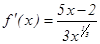 f'(x) = (5x − 2) / (3x^(1/3))